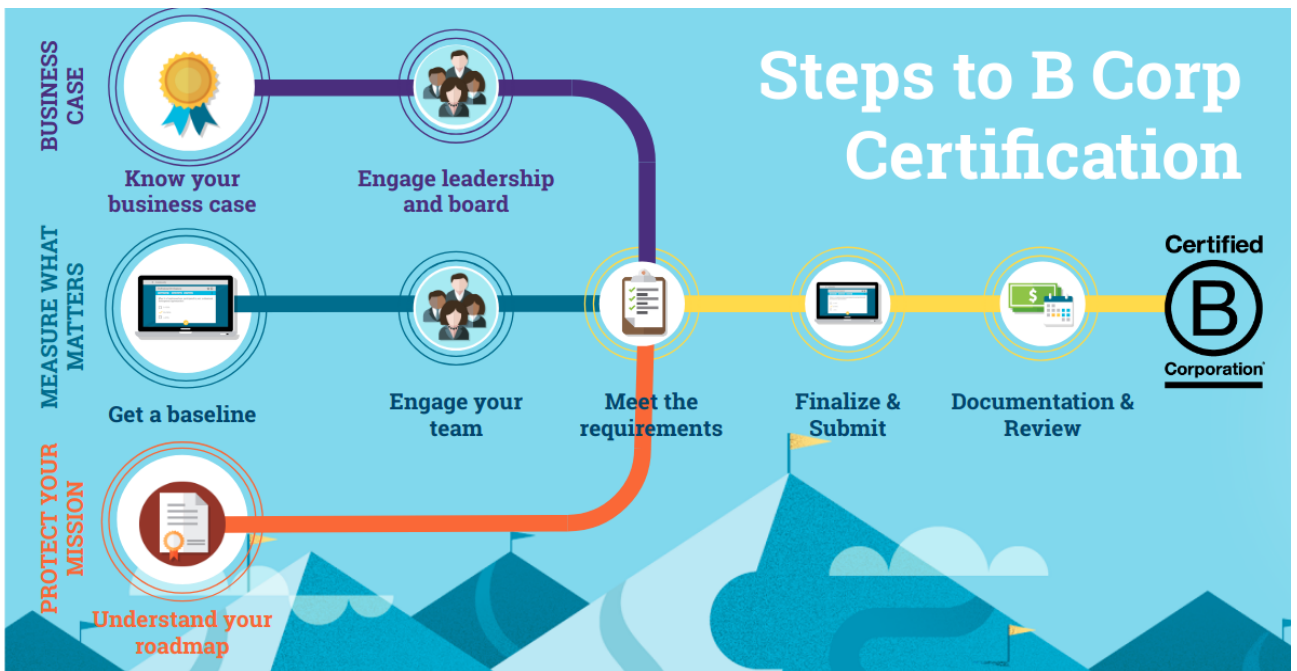 Steps to B Corp
Certification
BUSINESS
CASE
Know your
business case
Engage leadership
and board
MEASURE WHAT
MATTERS
Get a baseline
Engage your
team
Meet the
requirements
Finalize &
Submit
Documentation &
Review
Certified
B
Corporation
PROTECT YOUR
MISSION
Understand your
roadmap
$